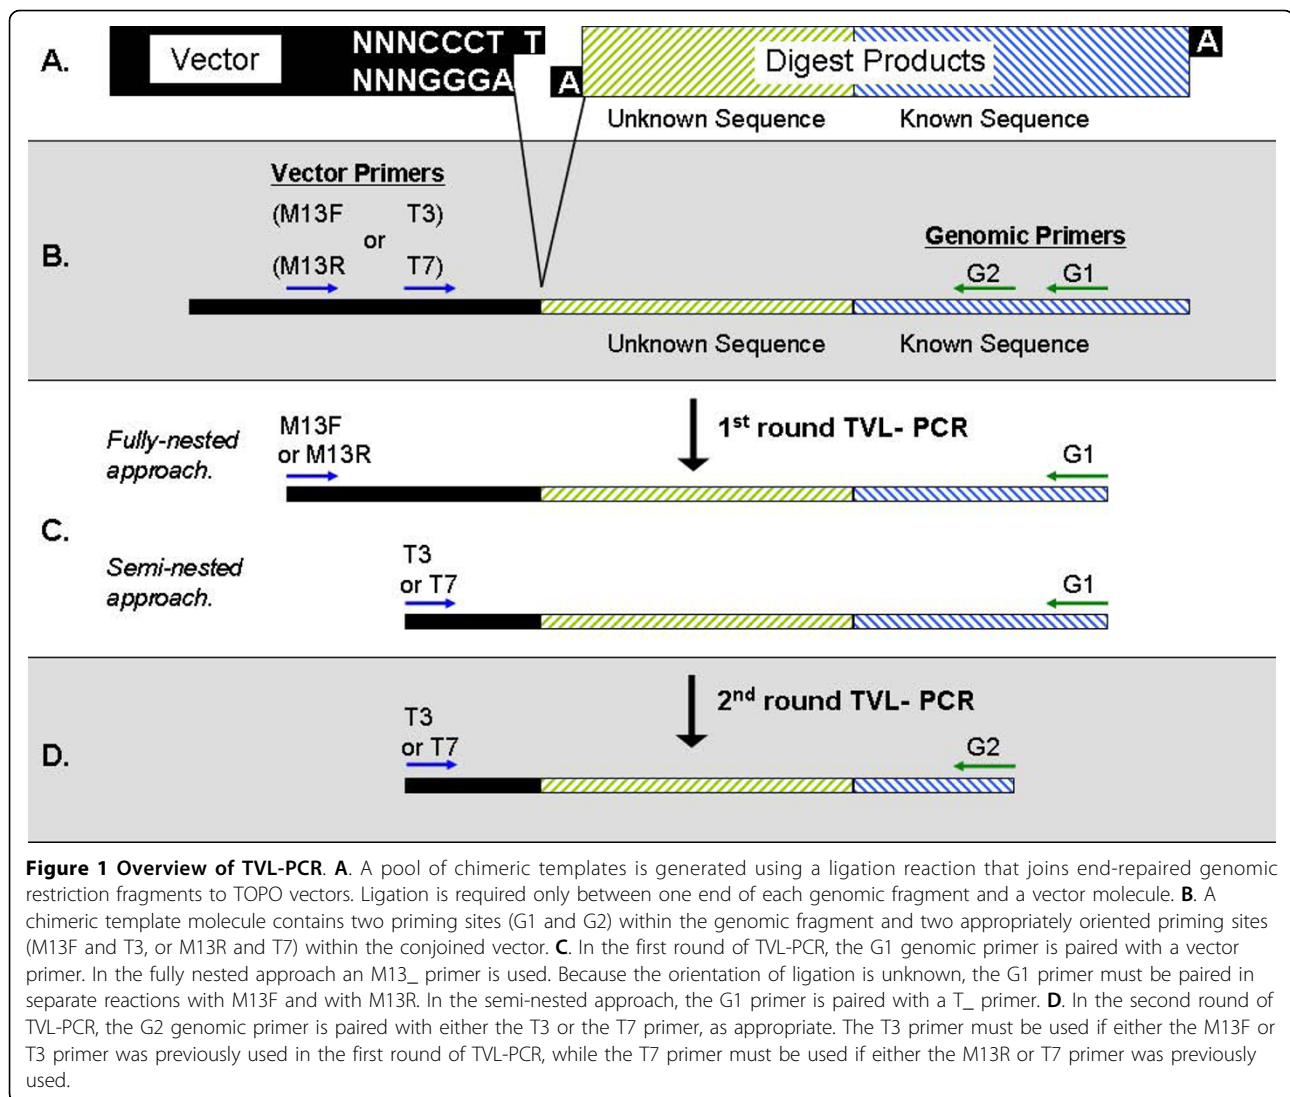 A.
Vector
NNNCCCT T
NNNGGGA
A
Digest Products
A
Unknown Sequence Known Sequence
B.
Vector Primers
(M13F T3)
or
(M13R T7)
Genomic Primers
G2 G1
Unknown Sequence Known Sequence
1st round TVL- PCR
C.
Fully-nested
approach.
M13F
or M13R
G1
Semi-nested
approach.
T3
or T7
G1
2nd round TVL- PCR
D.
T3
or T7
G2
Figure 1 Overview of TVL-PCR. A. A pool of chimeric templates is generated using a ligation reaction that joins end-repaired genomic
restriction fragments to TOPO vectors. Ligation is required only between one end of each genomic fragment and a vector molecule. B. A
chimeric template molecule contains two priming sites (G1 and G2) within the genomic fragment and two appropriately oriented priming sites
(M13F and T3, or M13R and T7) within the conjoined vector. C. In the first round of TVL-PCR, the G1 genomic primer is paired with a vector
primer. In the fully nested approach an M13_ primer is used. Because the orientation of ligation is unknown, the G1 primer must be paired in
separate reactions with M13F and with M13R. In the semi-nested approach, the G1 primer is paired with a T_ primer. D. In the second round of
TVL-PCR, the G2 genomic primer is paired with either the T3 or the T7 primer, as appropriate. The T3 primer must be used if either the M13F or
T3 primer was previously used in the first round of TVL-PCR, while the T7 primer must be used if either the M13R or T7 primer was previously
used.